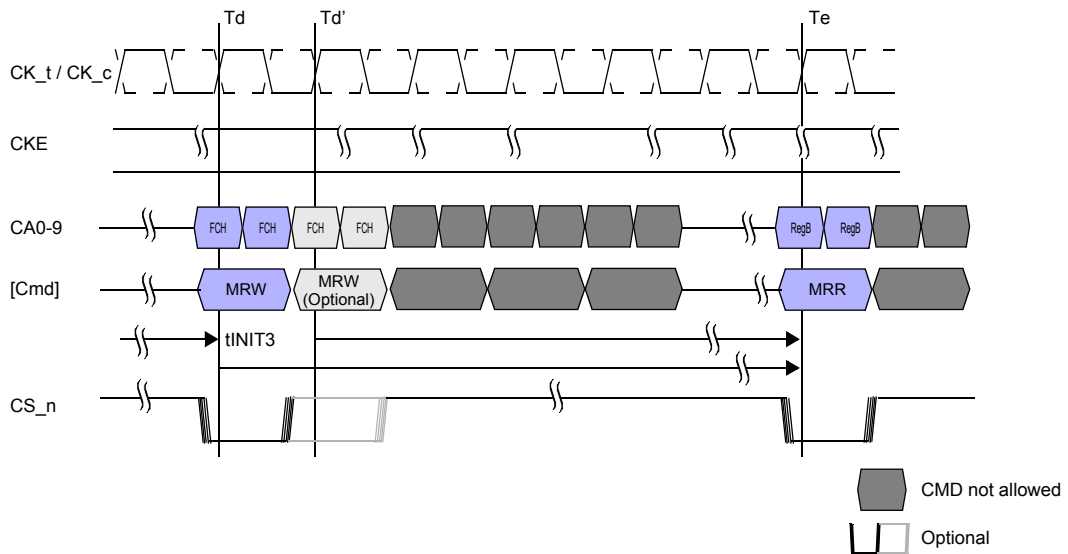 Td Td’ Te
CK_t / CK_c
CKE
CA0-9 FCH FCH FCH FCH RegB RegB
[Cmd] MRW MRW (Optional) MRR
tINIT3
CS_n
CMD not allowed
Optional